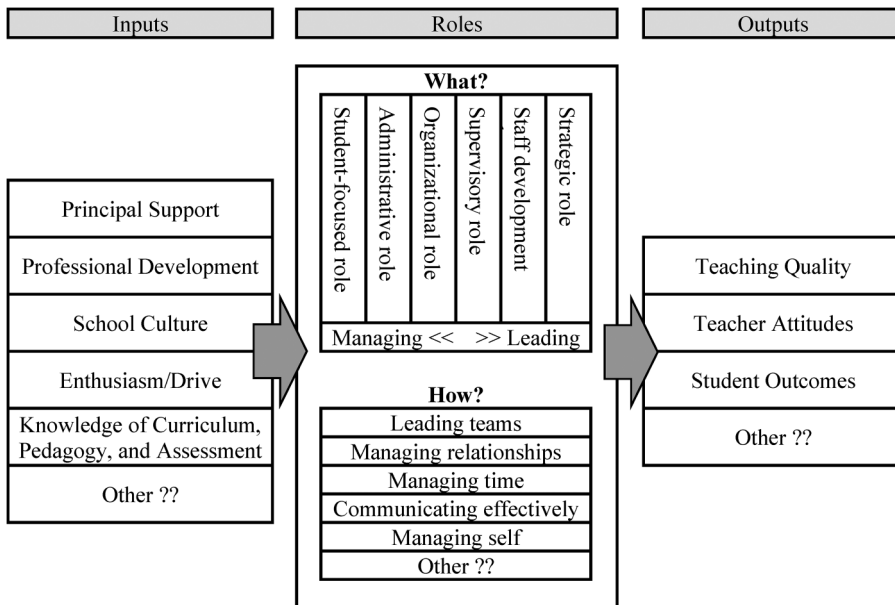 Inputs
Roles
Outputs
Principal Support
Professional Development
School Culture
Enthusiasm/Drive
Knowledge of Curriculum,
Pedagogy, and Assessment
Other ??
What?
Student-focused role
Administrative role
Organizational role
Supervisory role
Staff development
Strategic role
Managing << >> Leading
How?
Leading teams
Managing relationships
Managing time
Communicating effectively
Managing self
Other ??
Teaching Quality
Teacher Attitudes
Student Outcomes
Other ??